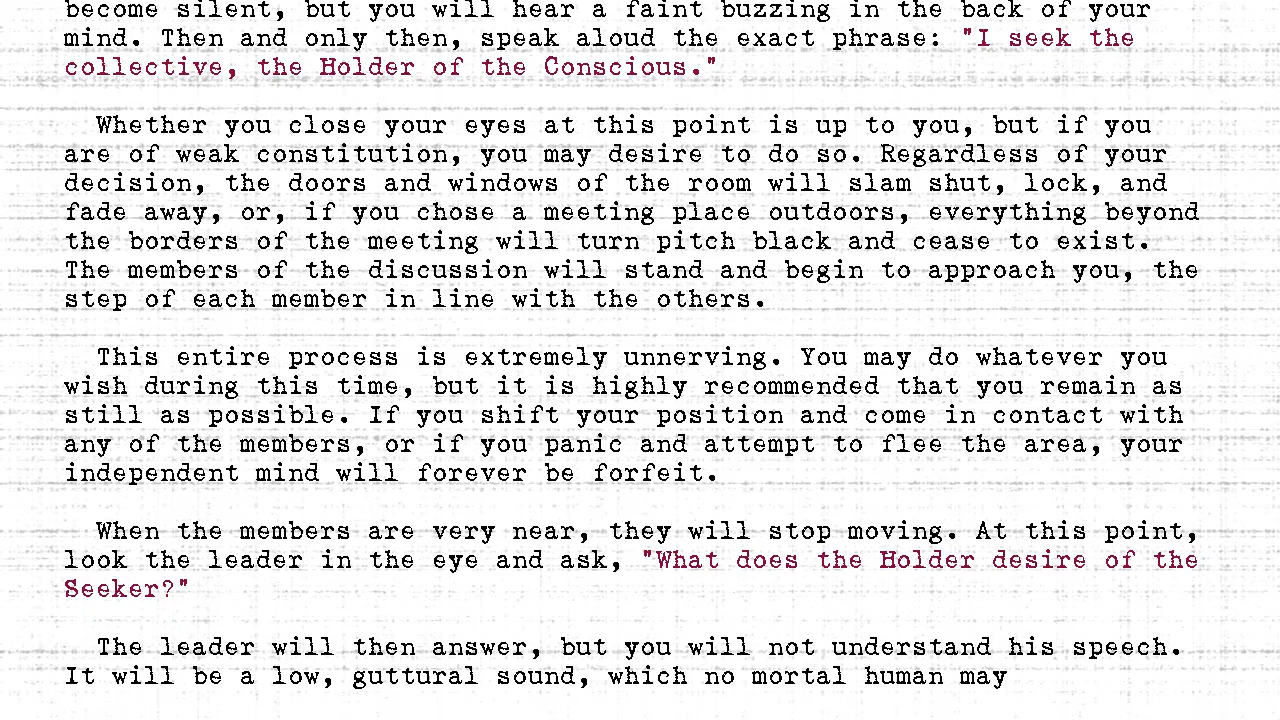 become silent, but you will hear a faint buzzing in the back of your
mind. Then and only then, speak aloud the exact phrase: "I seek the
collective, the Holder of the Conscious."
Whether you close your eyes at this point is up to you, but if you
are of weak constitution, you may desire to do so. Regardless of your
decision, the doors and windows of the room will slam shut, lock, and
fade away, or, if you chose a meeting place outdoors, everything beyond
the borders of the meeting will turn pitch black and cease to exist.
The members of the discussion will stand and begin to approach you, the
step of each member in line with the others.
This entire process is extremely unnerving. You may do whatever you
wish during this time, but it is highly recommended that you remain as
still as possible. If you shift your position and come in contact with
any of the members, or if you panic and attempt to flee the area, your
independent mind will forever be forfeit.
When the members are very near, they will stop moving. At this point,
look the leader in the eye and ask, "What does the Holder desire of the
Seeker?"
The leader will then answer, but you will not understand his speech.
It will be a low, guttural sound, which no mortal human may